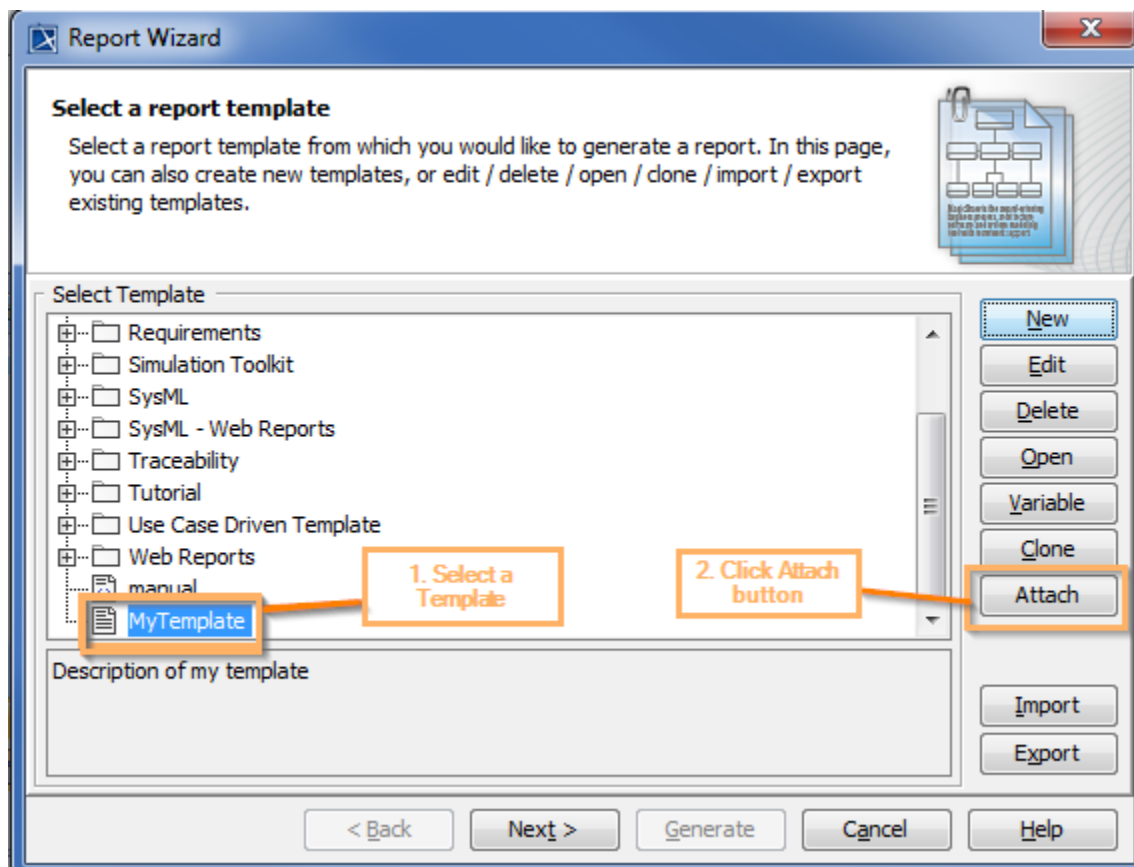 Report Wizard
Select a report template
Select a report template from which you would like to generate a report. In this page,
you can also create new templates, or edit / delete / open / clone / import / export
existing templates.
Select Template
Requirements
Simulation Toolkit
SysML
SysML - Web Reports
Traceability
Tutorial
Use Case Driven Template
Web Reports
manual
MyTemplate
1. Select a
Template
2. Click Attach
button
New
Edit
Delete
Open
Variable
Clone
Attach
Description of my template
Import
Export
< Back
Next >
Generate
Cancel
Help